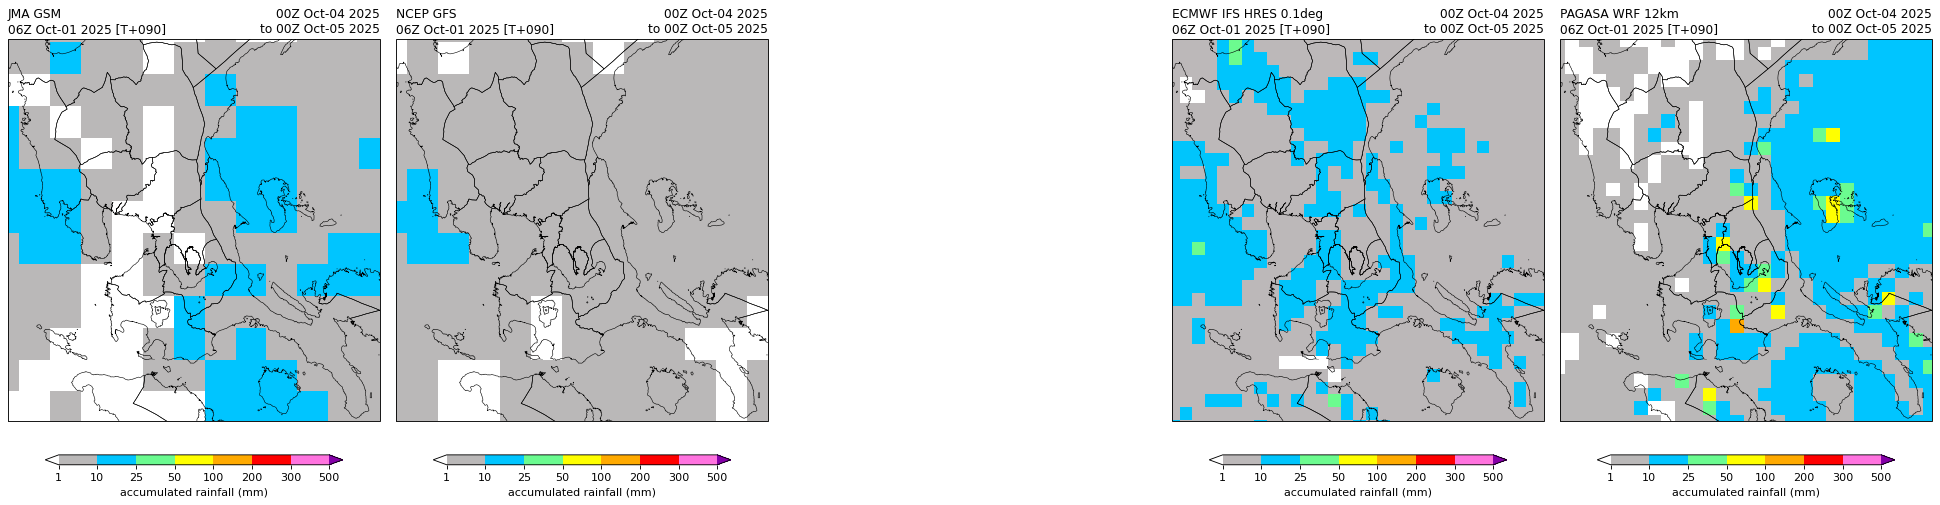 JMA GSM 00Z Oct-04 2025
06Z Oct-01 2025 [T+090] to 00Z Oct-05 2025
NCEP GFS 00Z Oct-04 2025
06Z Oct-01 2025 [T+090] to 00Z Oct-05 2025
ECMWF IFS HRES 0.1deg 00Z Oct-04 2025
06Z Oct-01 2025 [T+090] to 00Z Oct-05 2025
PAGASA WRF 12km 00Z Oct-04 2025
06Z Oct-01 2025 [T+090] to 00Z Oct-05 2025
1 10 25 50 100 200 300 500
accumulated rainfall (mm)
1 10 25 50 100 200 300 500
accumulated rainfall (mm)
1 10 25 50 100 200 300 500
accumulated rainfall (mm)
1 10 25 50 100 200 300 500
accumulated rainfall (mm)